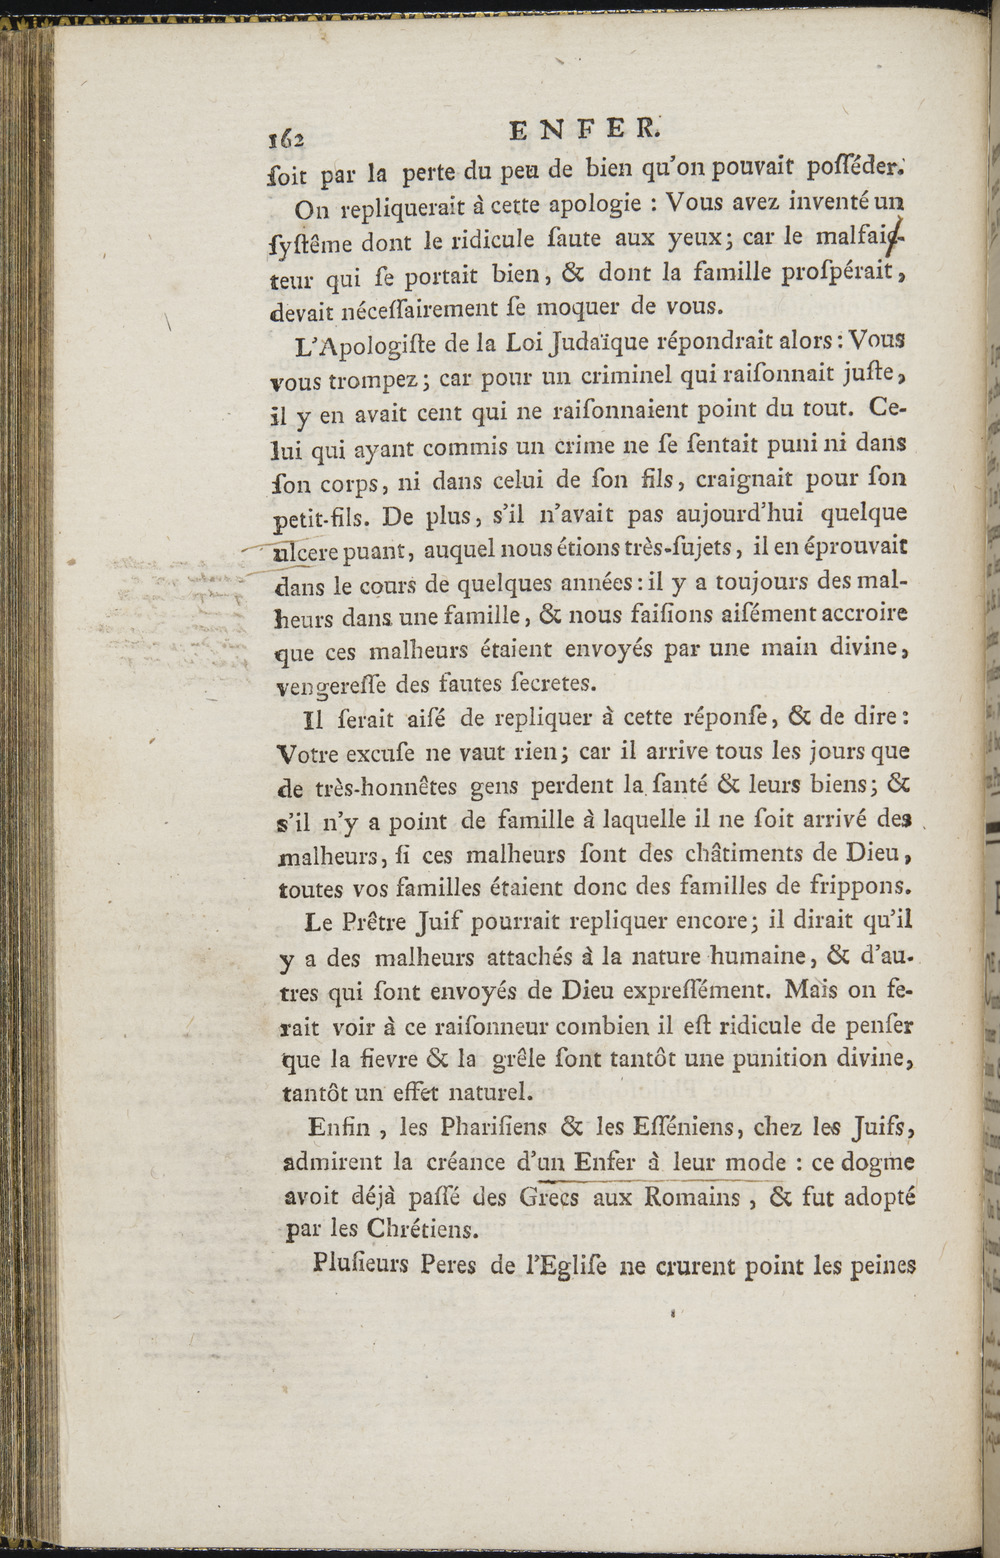 162 ENFER.
ſoit par la perte du peu de bien qu'on pouvait poſſéder.
On repliquerait à cette apologie : Vous avez inventé un
ſyſtême dont le ridicule ſaute aux yeux; car le malfaic-
teur qui ſe portait bien, & dont la famille proſpérait,
devait néceſſairement ſe moquer de vous.
L'Apologiſte de la Loi Judaïque répondrait alors : Vous
vous trompez; car pour un criminel qui raiſonnait juſte,
il y en avait cent qui ne raiſonnaient point du tout. Ce-
lui qui ayant commis un crime ne ſe ſentait puni ni dans
ſon corps, ni dans celui de ſon fils, craignait pour ſon
petit-fils. De plus, s'il n'avait pas aujourd'hui quelque
ulcere puant, auquel nous étions très-ſujets, il en éprouvait
dans le cours de quelques années : il y a toujours des mal-
heurs dans une famille, & nous faiſions aiſément accroire
que ces malheurs étaient envoyés par une main divine,
vengereſſe des fautes ſecretes.
Il ſerait aiſé de repliquer à cette réponſe, & de dire :
Votre excuſe ne vaut rien; car il arrive tous les jours que
de très-honnêtes gens perdent la ſanté & leurs biens; &
s'il n'y a point de famille à laquelle il ne ſoit arrivé des
malheurs, ſi ces malheurs ſont des châtiments de Dieu,
toutes vos familles étaient donc des familles de frippons.
Le Prêtre Juif pourrait repliquer encore; il dirait qu'il
y a des malheurs attachés à la nature humaine, & d'au-
tres qui ſont envoyés de Dieu expreſſément. Mais on fe-
rait voir à ce raiſonneur combien il eſt ridicule de penſer
que la fievre & la grêle ſont tantôt une punition divine,
tantôt un effet naturel.
Enfin, les Phariſiens & les Eſſéniens, chez les Juifs,
admirent la créance d'un Enfer à leur mode : ce dogme
avoit déjà paſſé des Grecs aux Romains, & fut adopté
par les Chrétiens.
Pluſieurs Peres de l'Egliſe ne crurent point les peines